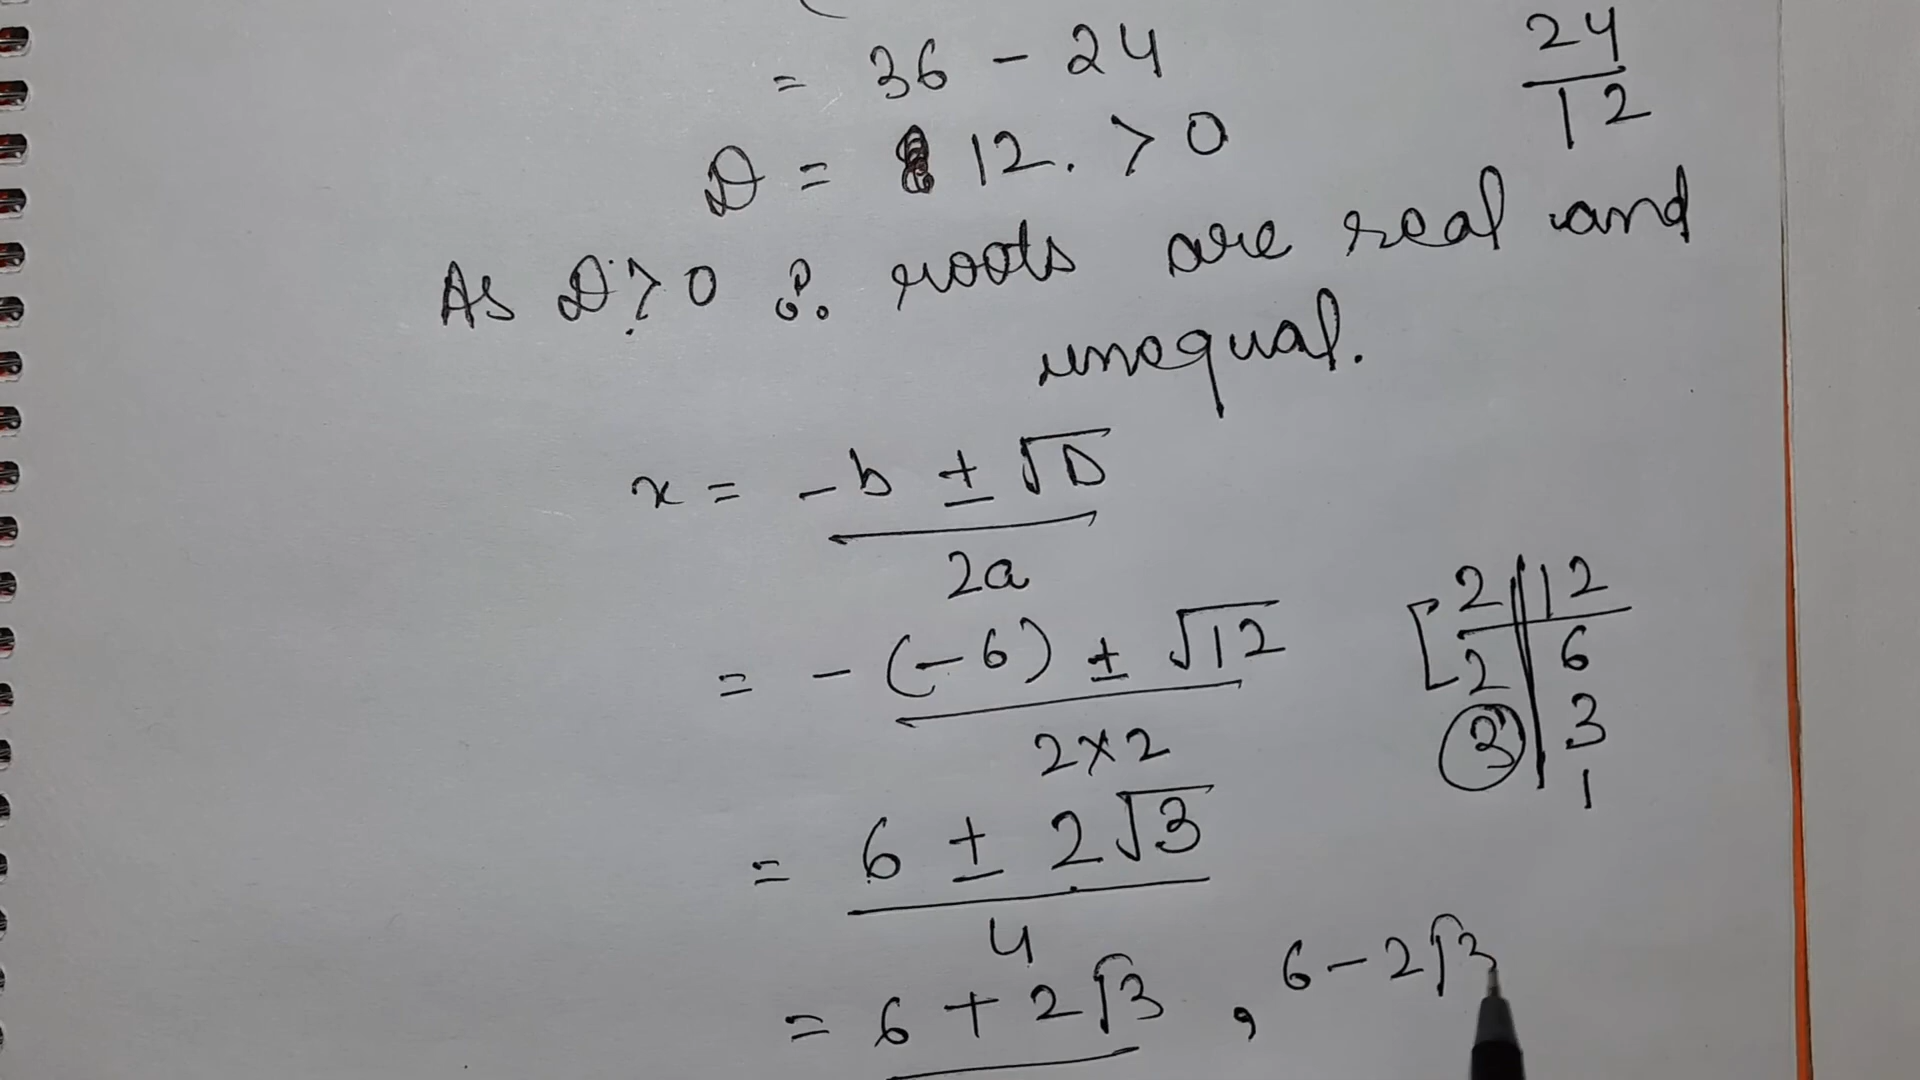 = 36 - 24
24
12
D = 12. > 0
As D > 0 ∴ roots are real and
unequal.
x = -b ± √D
2a
= -(-6) ± √12
2×2
2 | 12
2 | 6
3 | 3
1
= 6 ± 2√3
4
= 6 + 2√3 , 6 - 2√3